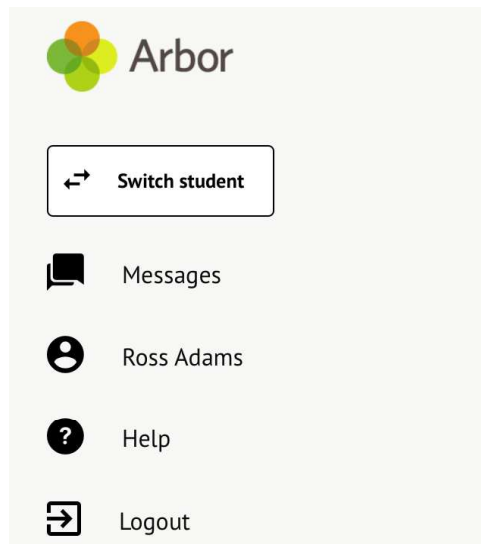 Arbor
Switch student
Messages
Ross Adams
? Help
Logout